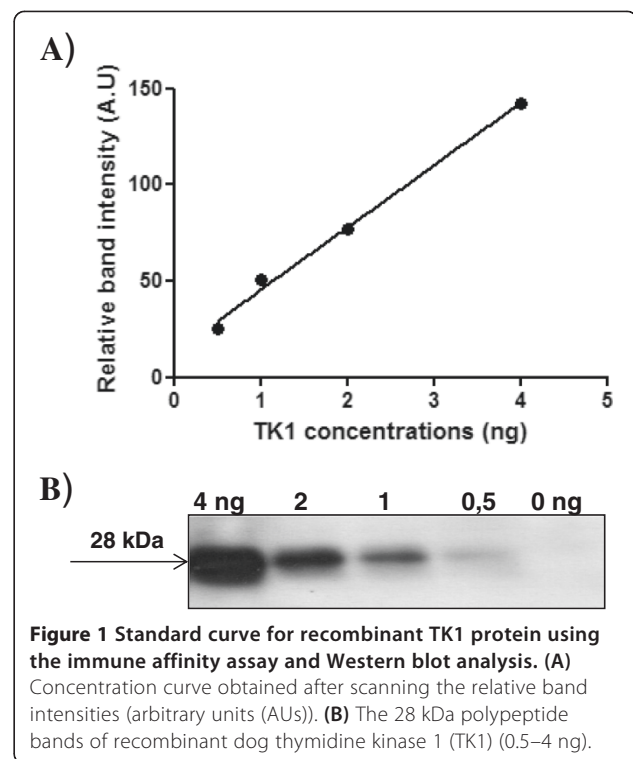 A)
150
100
50
0
Relative band intensity (A.U)
0 1 2 3 4 5
TK1 concentrations (ng)
B)
4 ng 2 1 0,5 0 ng
28 kDa
Figure 1 Standard curve for recombinant TK1 protein using
the immune affinity assay and Western blot analysis. (A)
Concentration curve obtained after scanning the relative band
intensities (arbitrary units (AUs)). (B) The 28 kDa polypeptide
bands of recombinant dog thymidine kinase 1 (TK1) (0.5–4 ng).